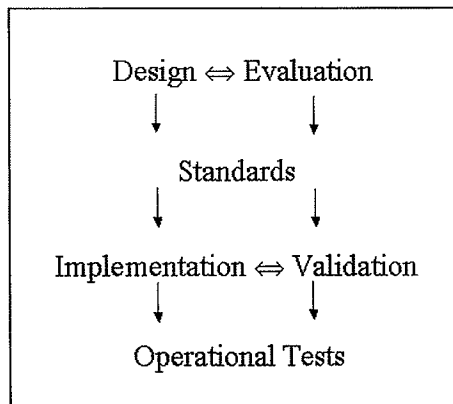 Design ⇔ Evaluation
Standards
Implementation ⇔ Validation
Operational Tests